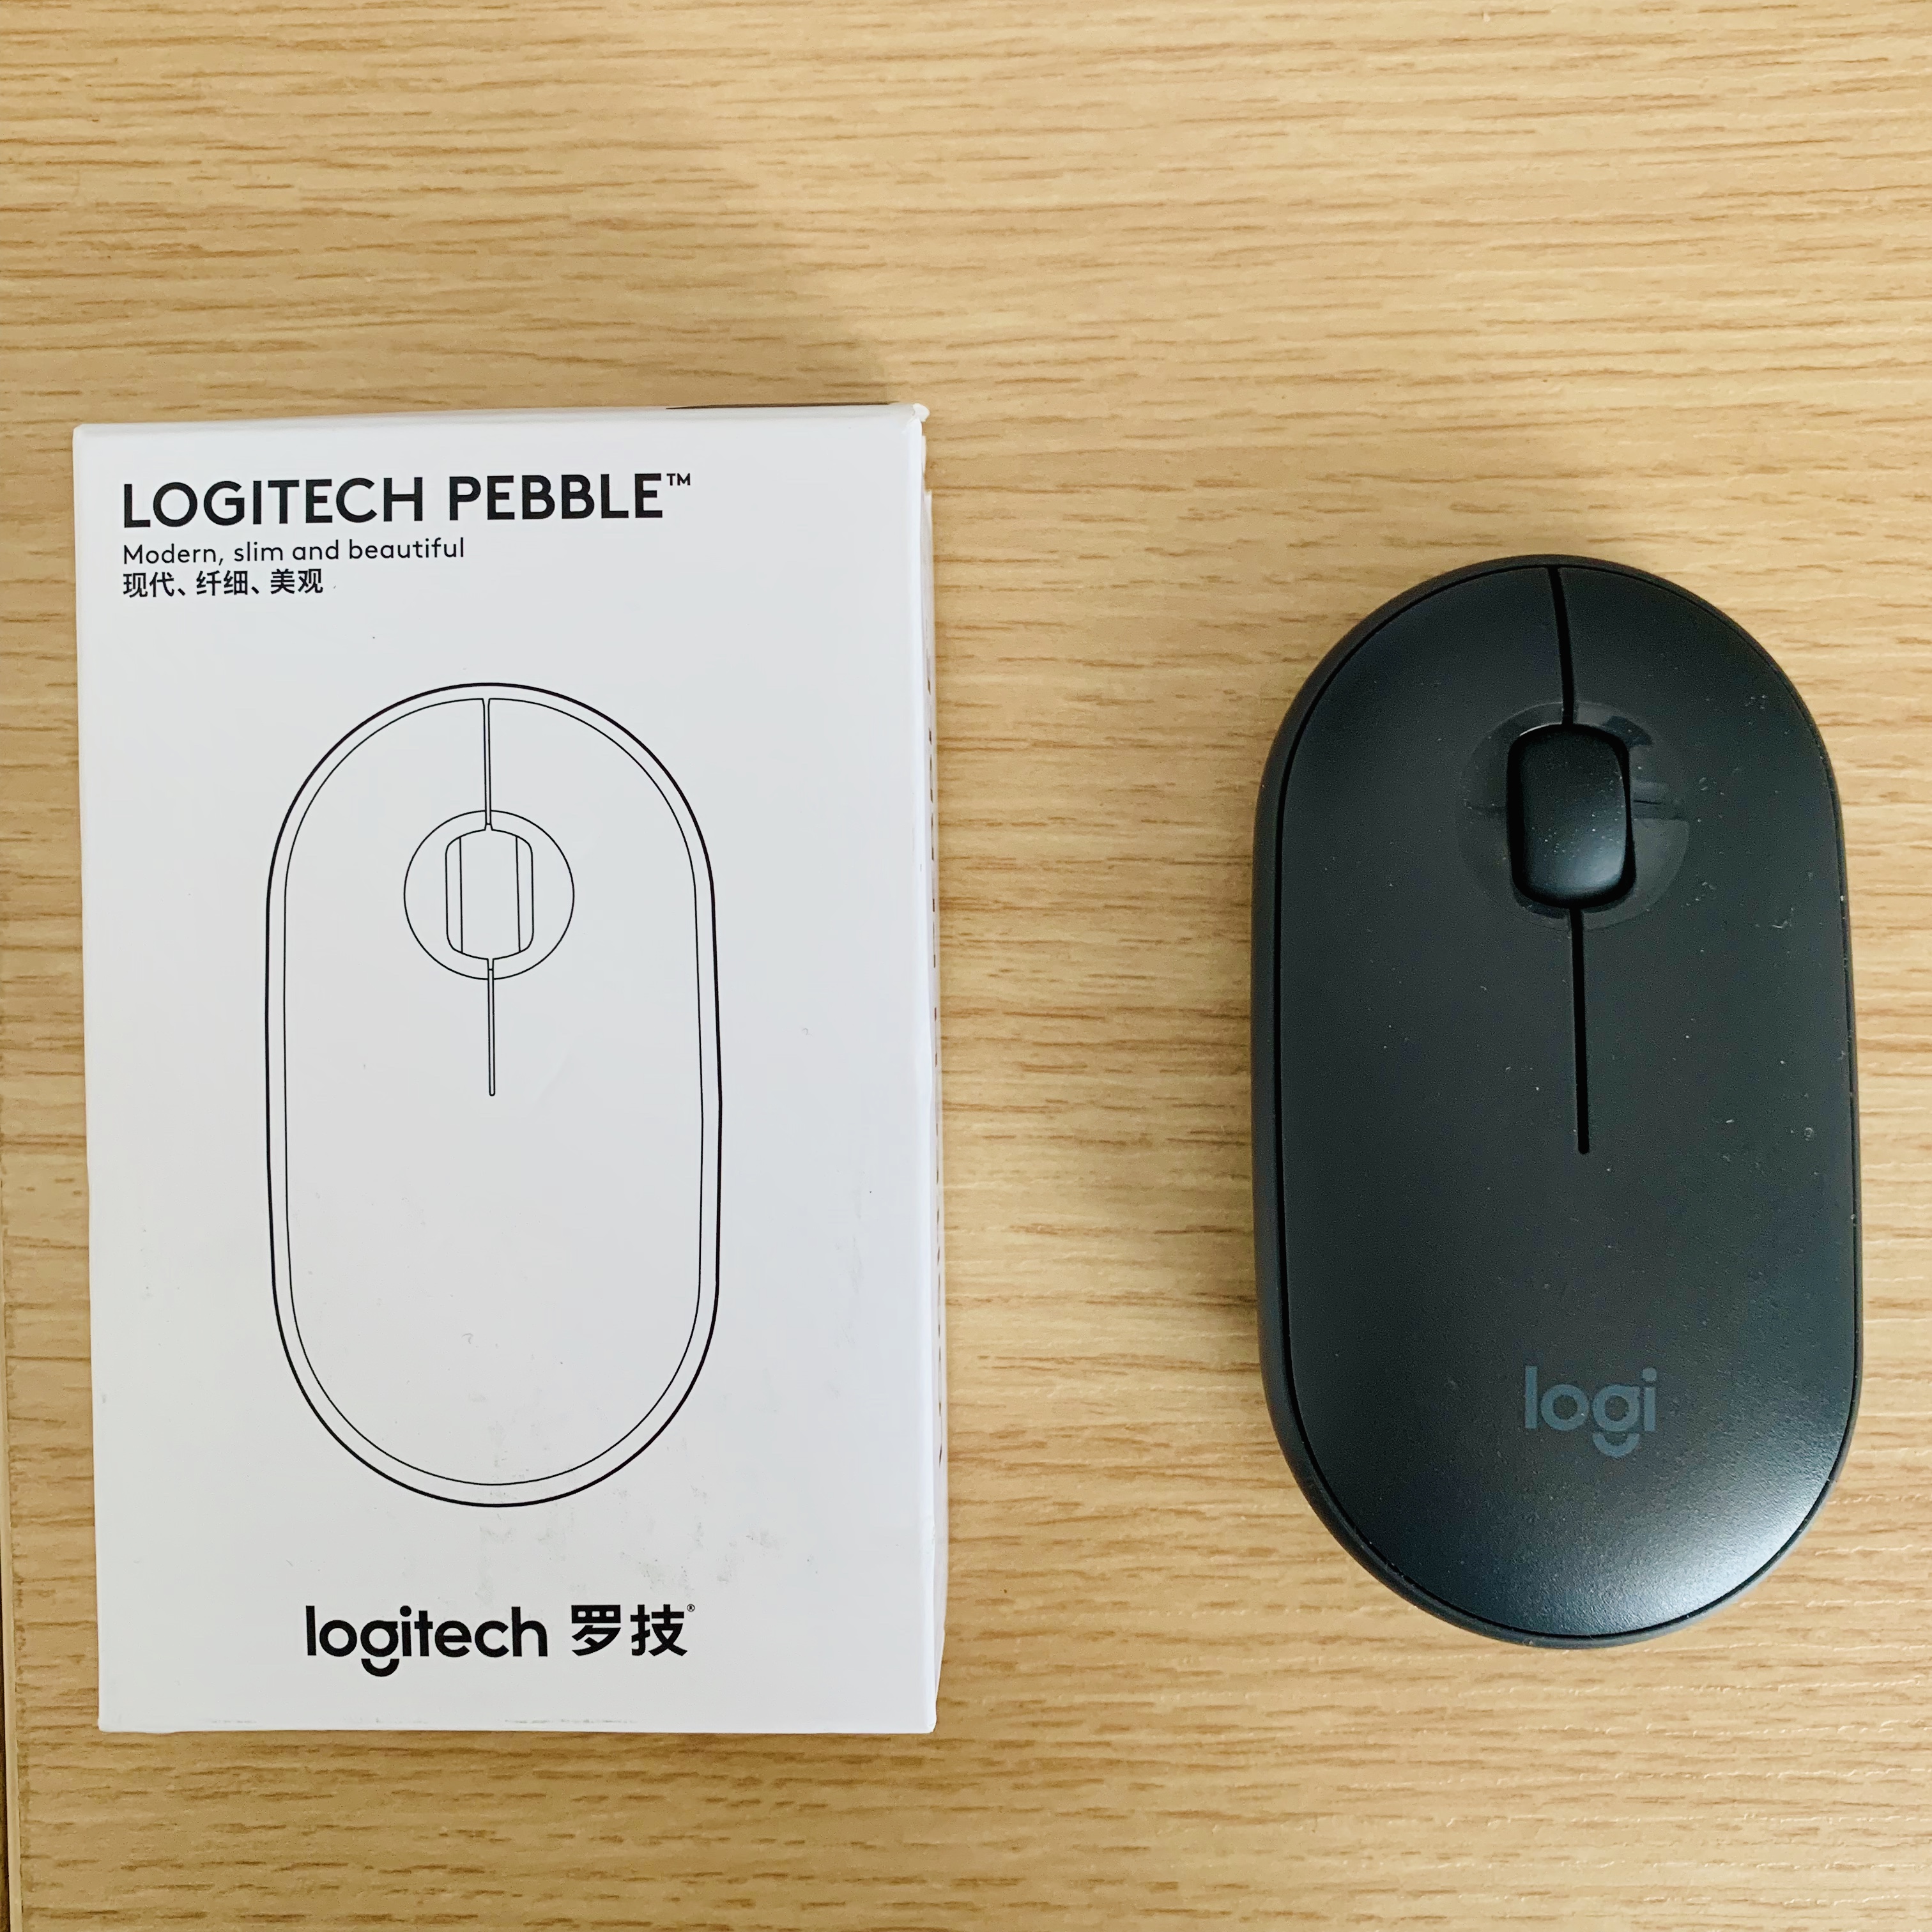 LOGITECH PEBBLE™
Modern, slim and beautiful
现代、纤细、美观
logitech 罗技®
logi